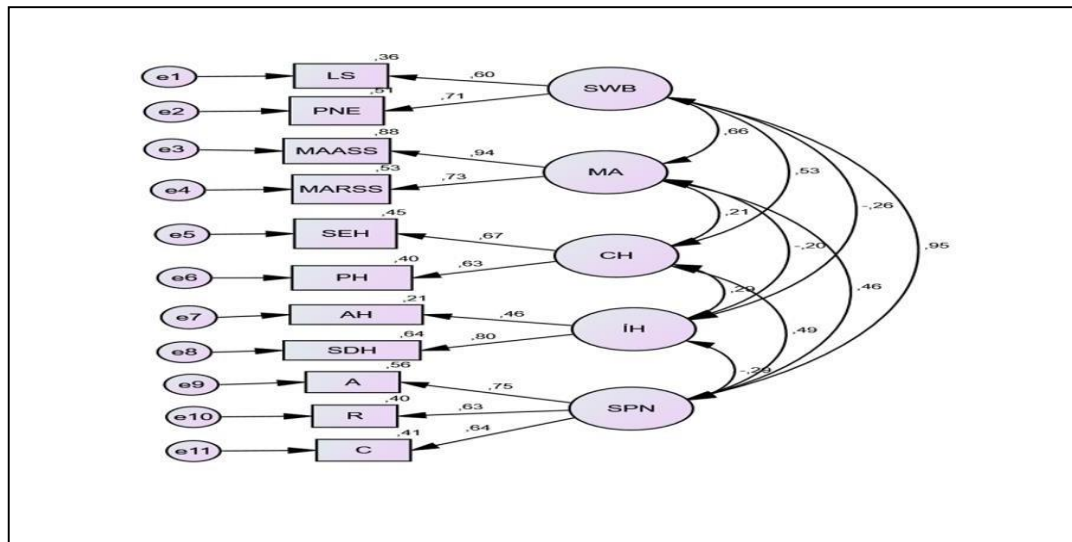 ,36
e1 LS ,60 SWB
,51
e2 PNE ,71
,88 ,66
e3 MAASS ,94 MA ,53
,53
e4 MARSS ,73
,45 ,21 -,26
e5 SEH ,67 -,20
,40 CH ,95
e6 PH ,63
,21 ,29 ,46
e7 AH ,46 İH ,49
,64
e8 SDH ,80
,56 -,29
e9 A ,75
,40 SPN
e10 R ,63
,41 ,64
e11 C